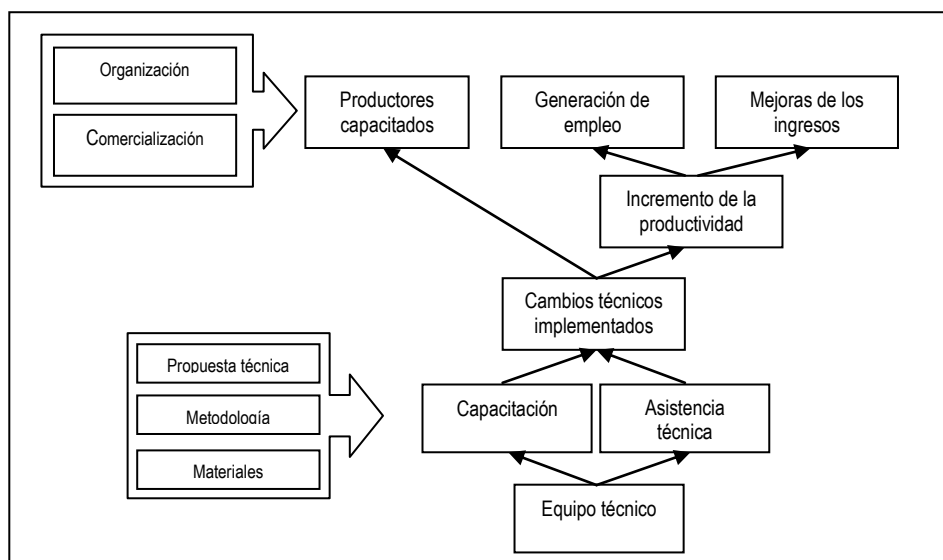 Organización
Comercialización
Productores
capacitados
Generación de
empleo
Mejoras de los
ingresos
Incremento de la
productividad
Cambios técnicos
implementados
Propuesta técnica
Metodología
Materiales
Capacitación
Asistencia
técnica
Equipo técnico